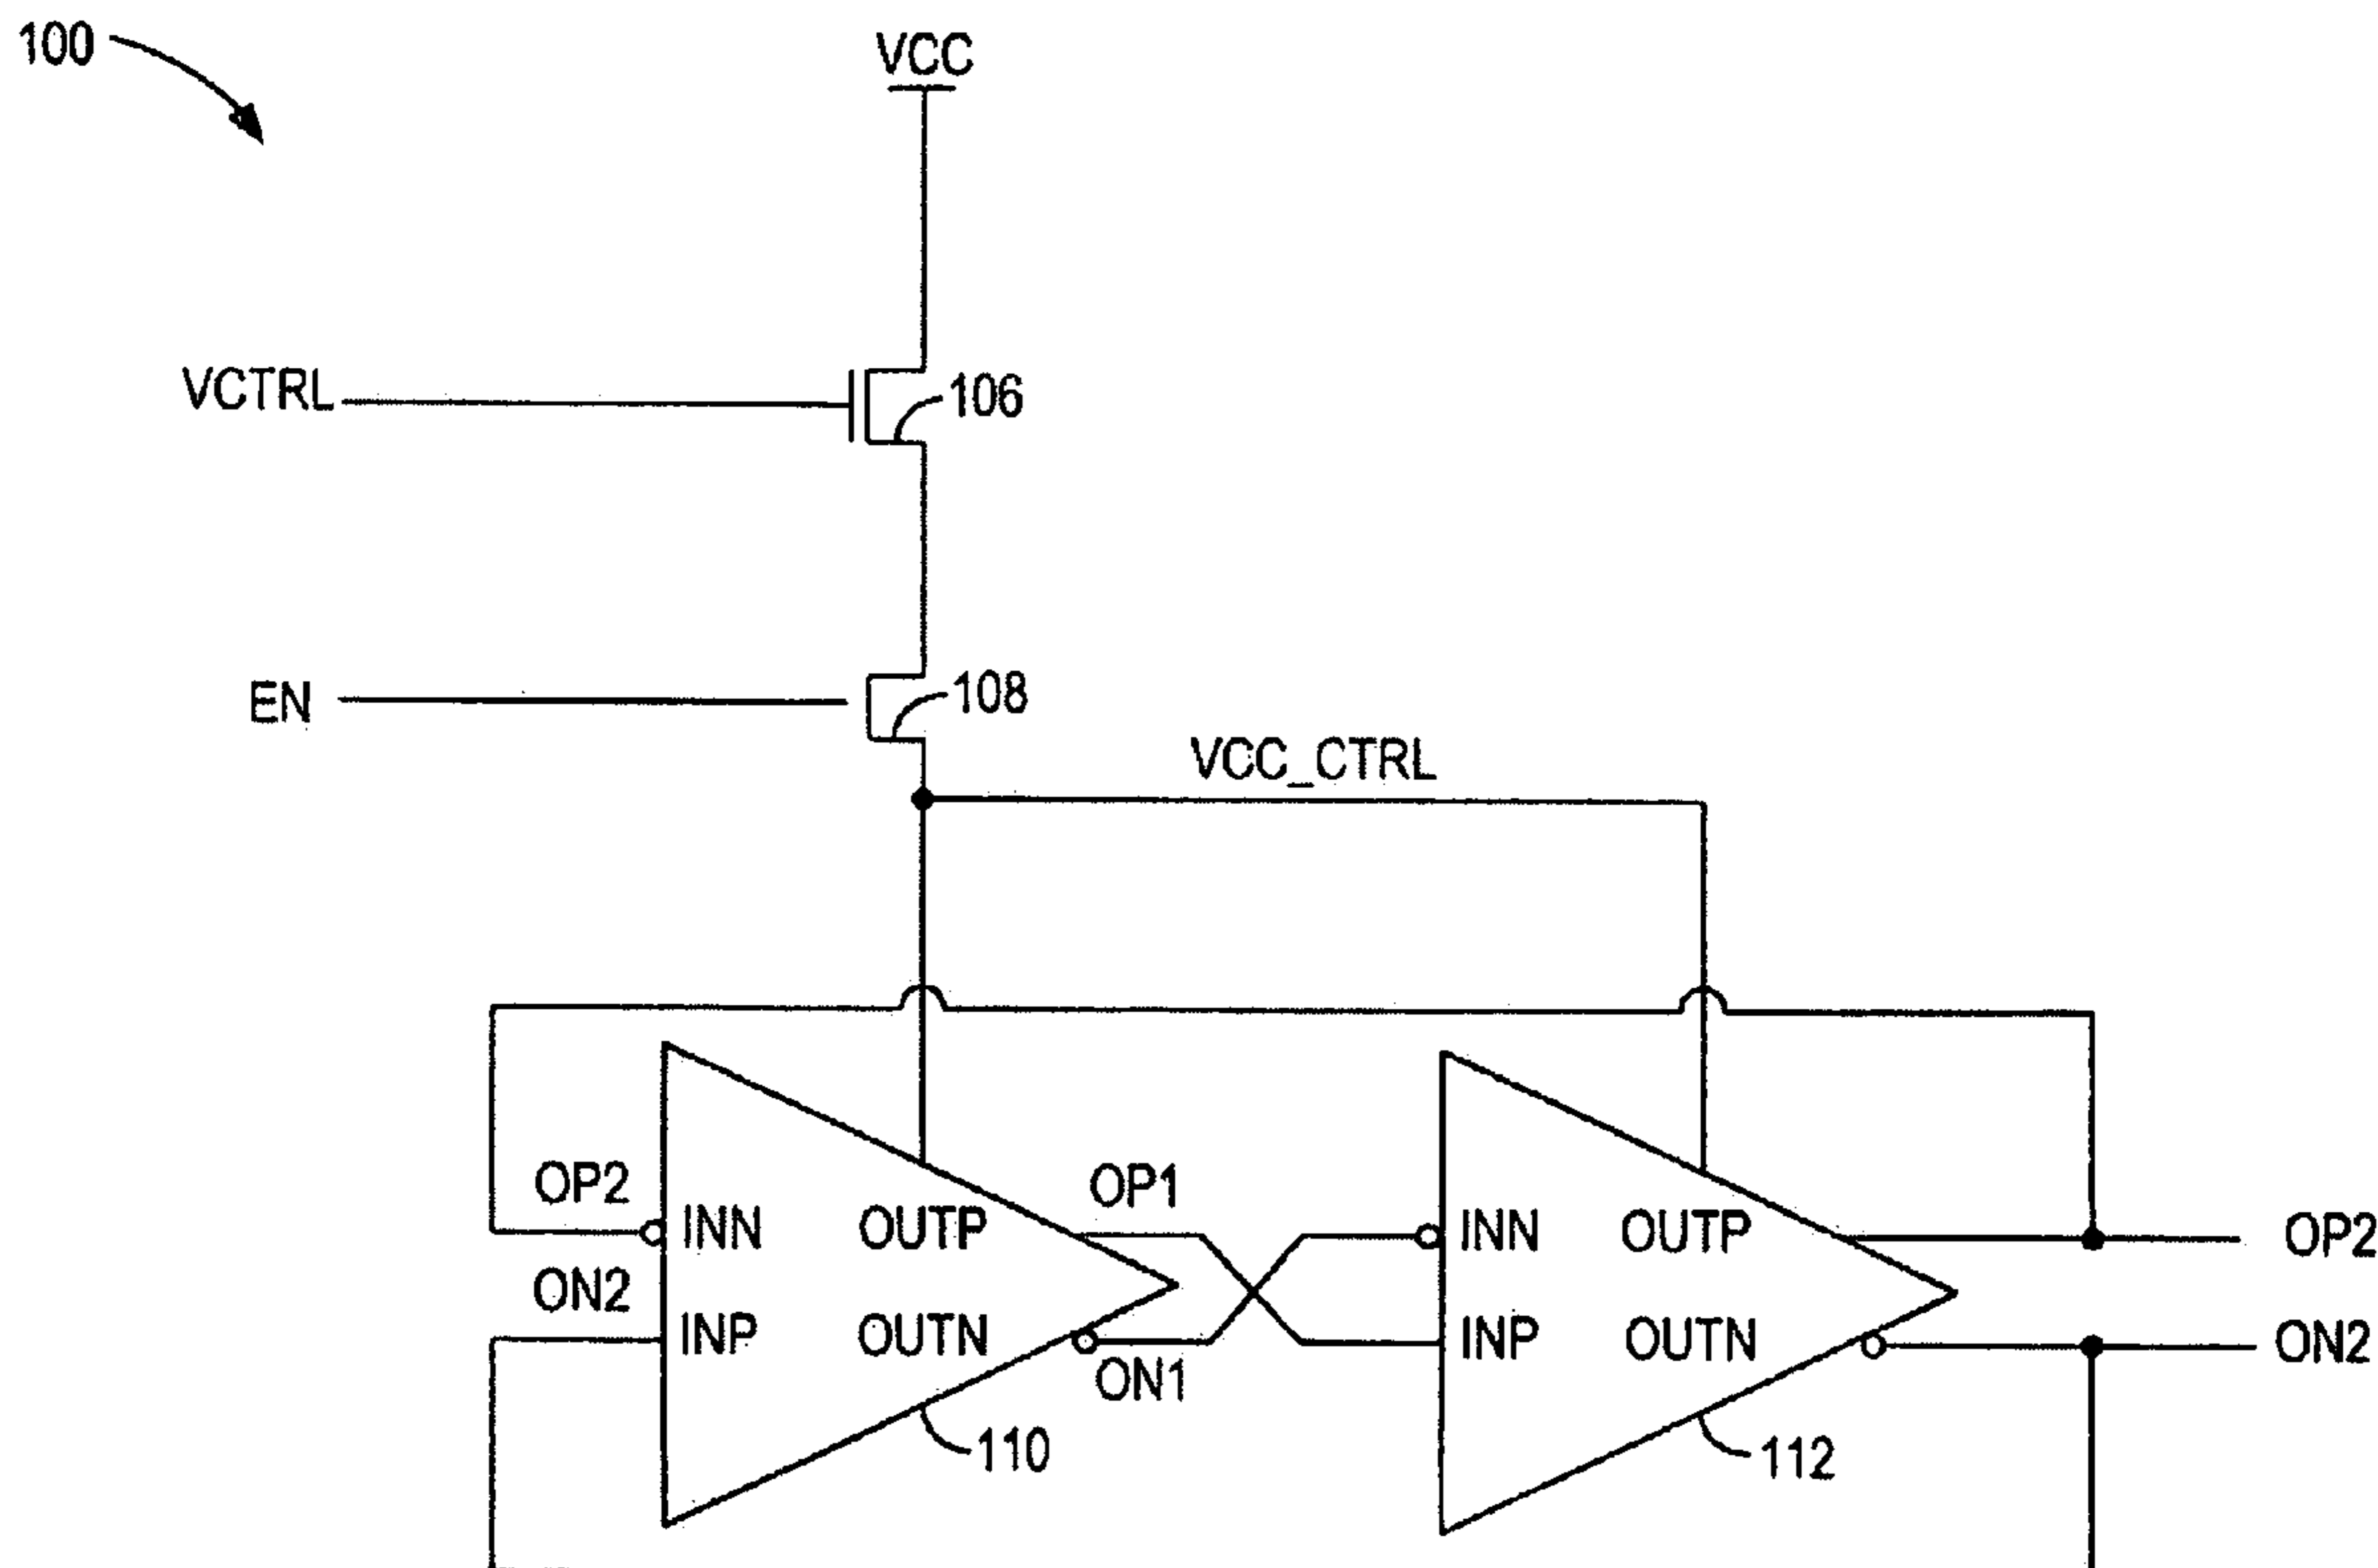 100
VCC
VCTRL
106
EN
108
VCC_CTRL
OP2
OP1
INN
OUTP
INN
OUTP
OP2
ON2
INP
OUTN
INP
OUTN
ON2
ON1
110
112